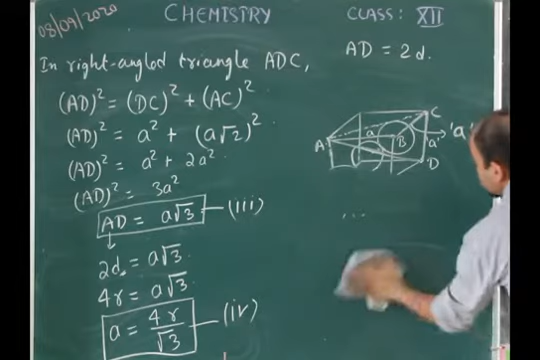 08/09/2020
CHEMISTRY
CLASS: XII
In right-angled triangle ADC,
(AD)² = (DC)² + (AC)²
(AD)² = a² + (a√2)²
(AD)² = a² + 2a²
(AD)² = 3a²
AD = a√3 — (iii)
2d = a√3
4r = a√3
a = 4r/√3 — (iv)
AD = 2d.
C
A
a
B
'a'
a
D